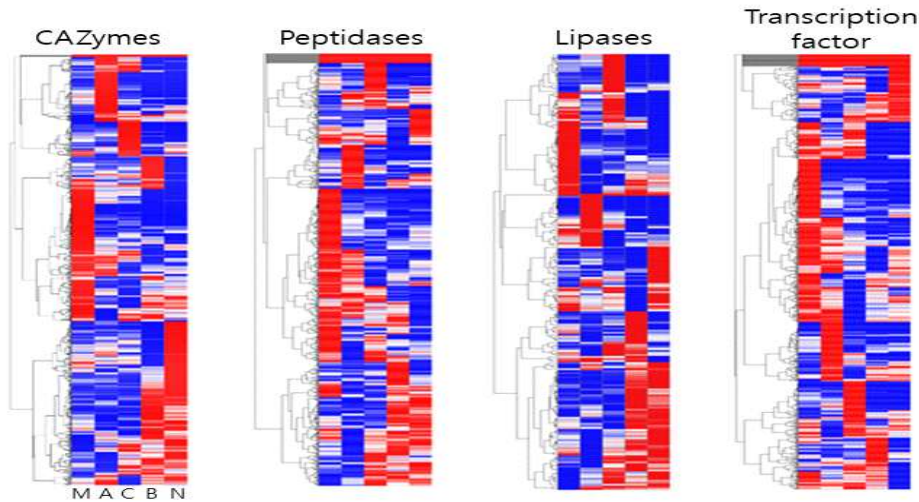 CAZymes
Peptidases
Lipases
Transcription
factor
M A C B N